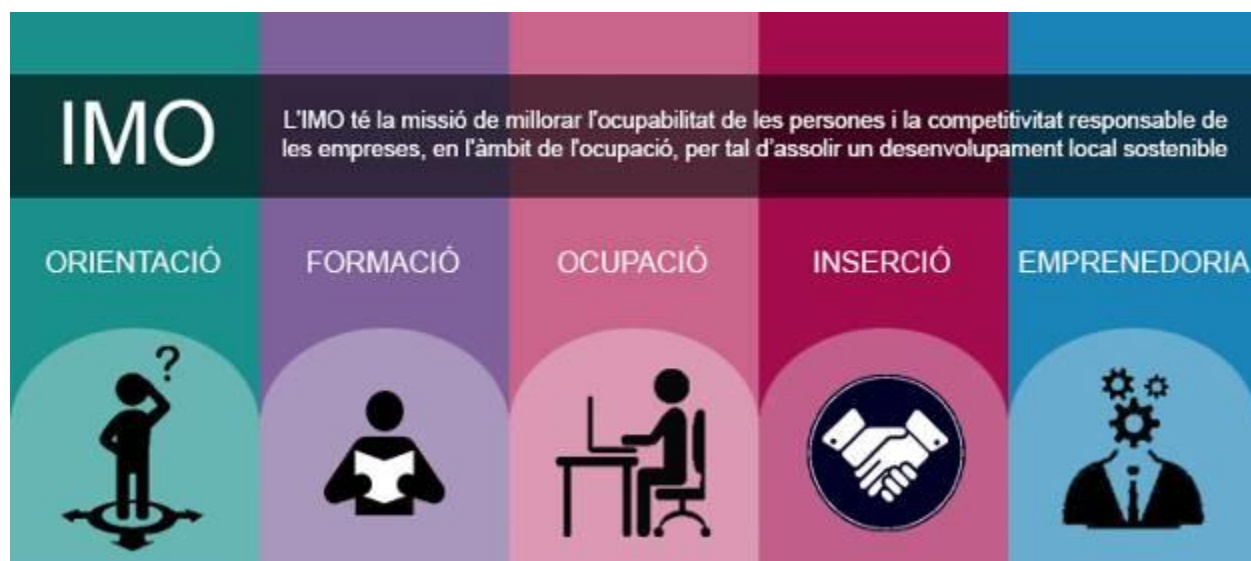 IMO
L'IMO té la missió de millorar l'ocupabilitat de les persones i la competitivitat responsable de
les empreses, en l'àmbit de l'ocupació, per tal d'assolir un desenvolupament local sostenible
ORIENTACIÓ
FORMACIÓ
OCUPACIÓ
INSERCIÓ
EMPRENEDORIA
?